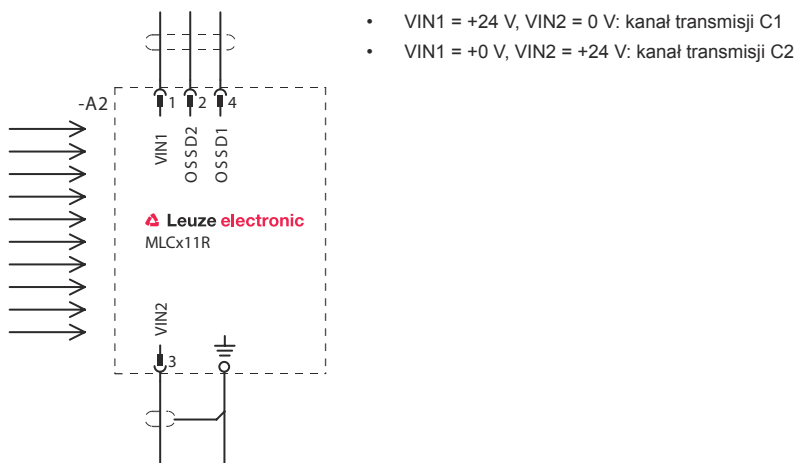 • VIN1 = +24 V, VIN2 = 0 V: kanał transmisji C1
• VIN1 = +0 V, VIN2 = +24 V: kanał transmisji C2
-A2
1 2 4
VIN1 OSSD2 OSSD1
Leuze electronic
MLCx11R
VIN2
3